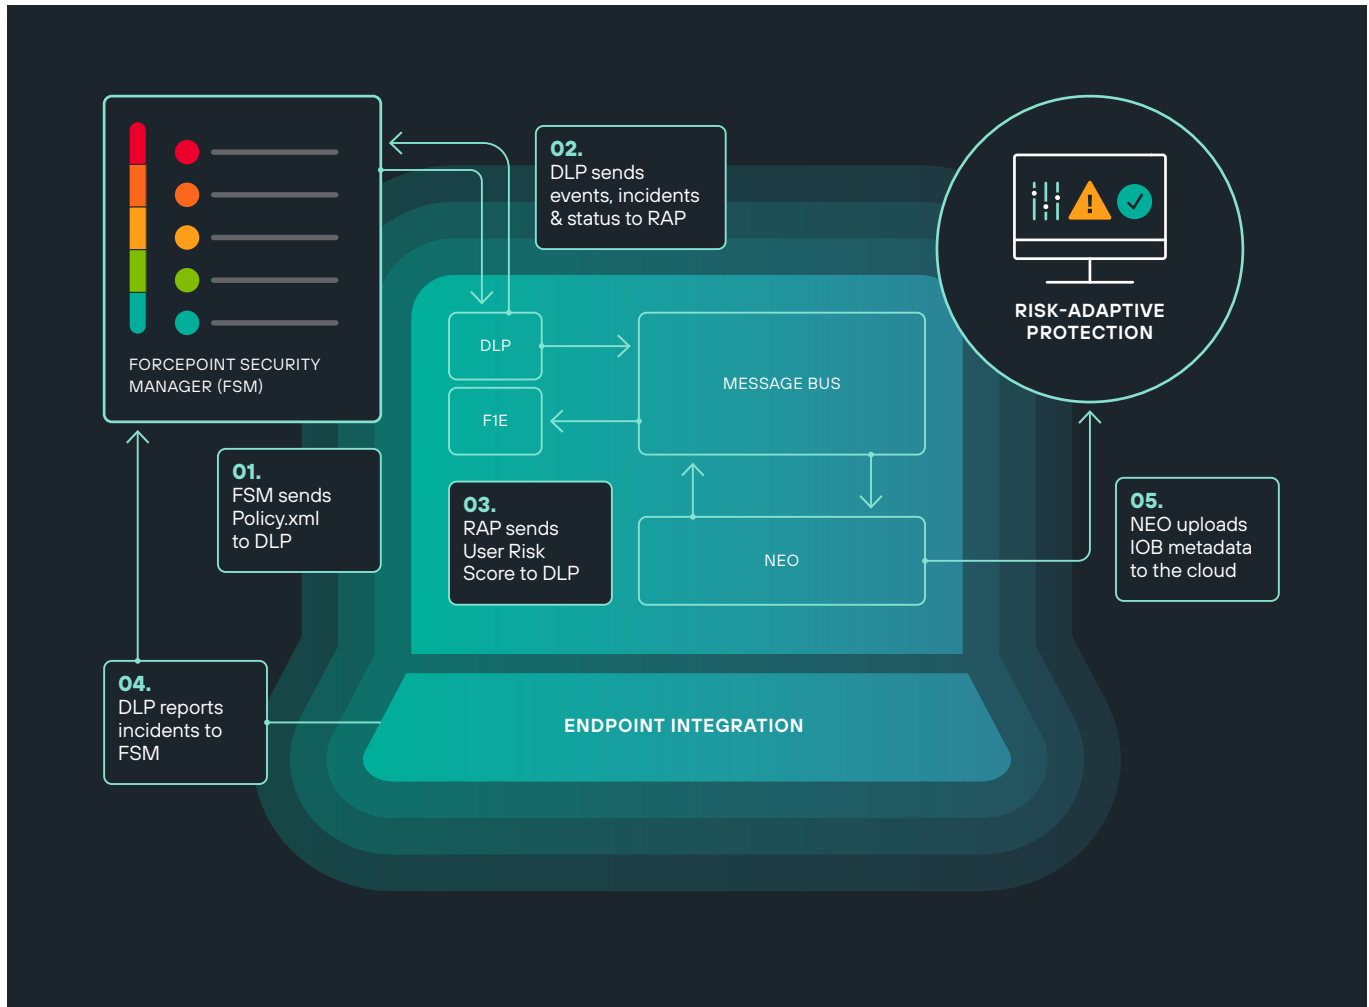 FORCEPOINT SECURITY
MANAGER (FSM)
01.
FSM sends
Policy.xml
to DLP
02.
DLP sends
events, incidents
& status to RAP
RISK-ADAPTIVE
PROTECTION
DLP
MESSAGE BUS
F1E
03.
RAP sends
User Risk
Score to DLP
NEO
04.
DLP reports
incidents to
FSM
05.
NEO uploads
IOB metadata
to the cloud
ENDPOINT INTEGRATION